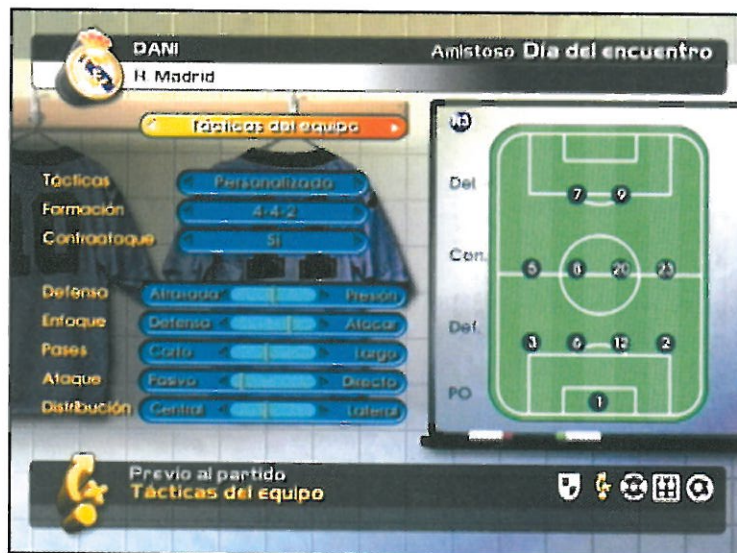 DANI
Amistoso Día del encuentro
R. Madrid
Tácticas del equipo
Tácticas Personalizado
Formación 4-4-2
Contraataque Sí
Defensa Atrasada Presión
Enfoque Defensa Atacar
Pases Corto Largo
Ataque Pasivo Directo
Distribución Central Lateral
Del
7 9
Cen.
8 20 23
Def.
3 6 12 2
PO
1
Previo al partido
Tácticas del equipo